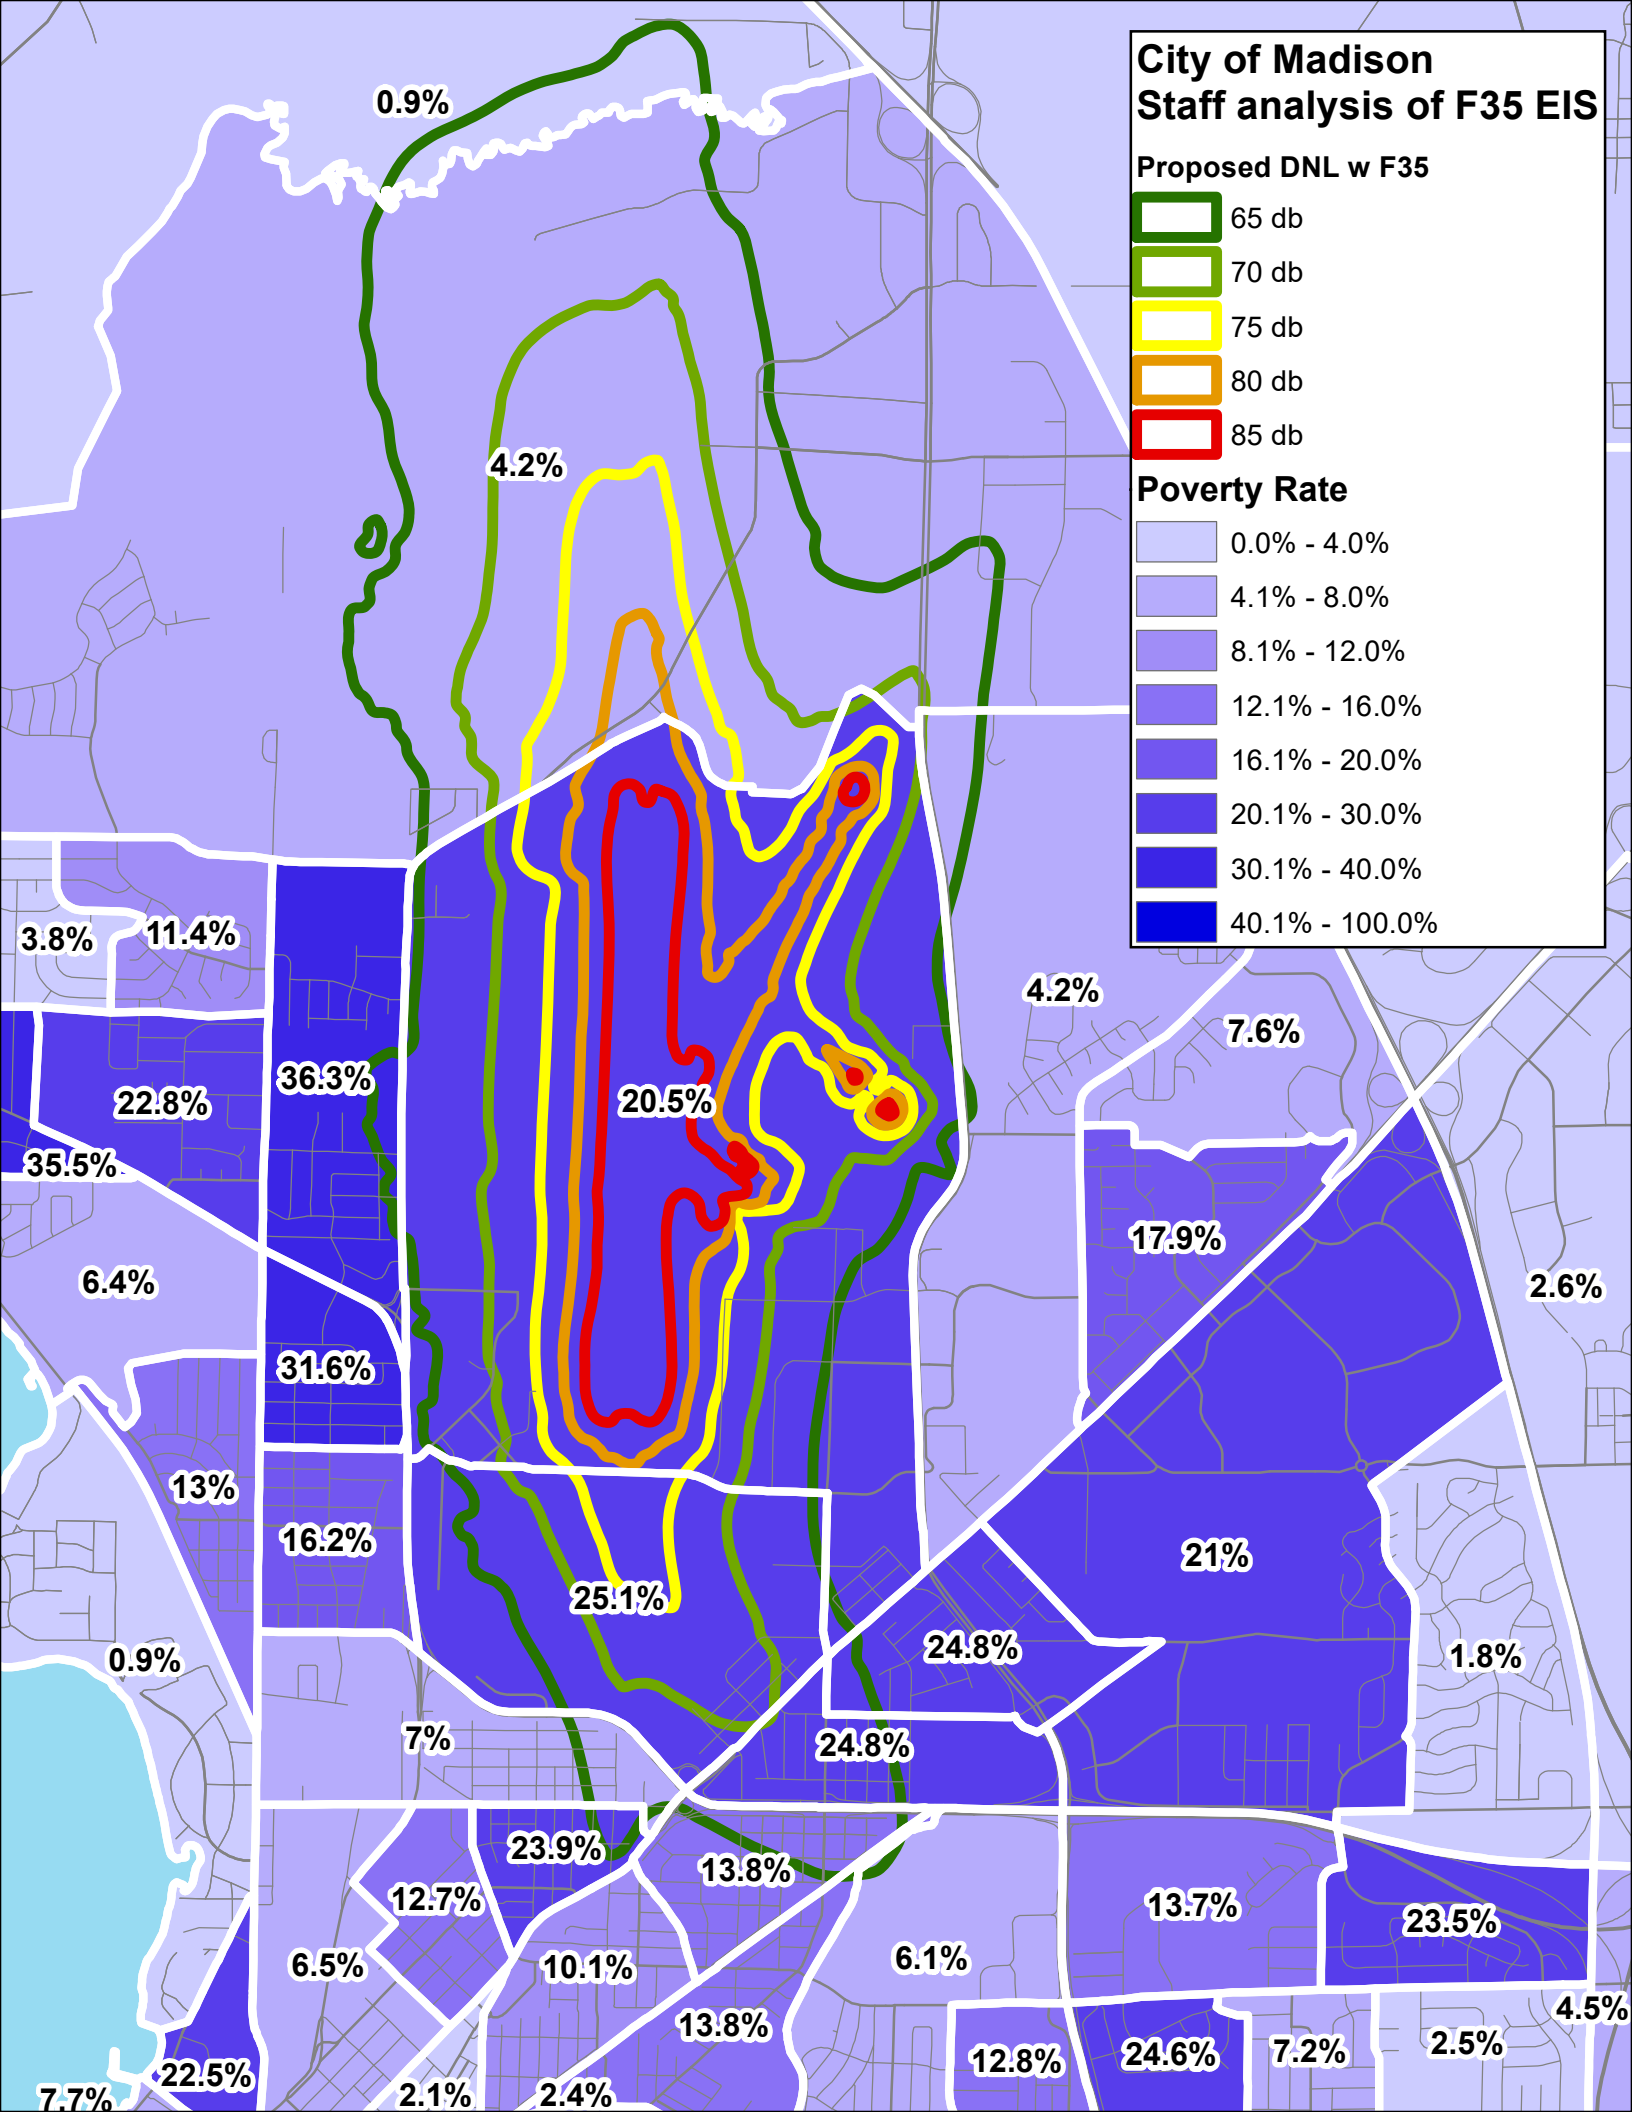 City of Madison
Staff analysis of F35 EIS
Proposed DNL w F35
65 db
70 db
75 db
80 db
85 db
Poverty Rate
0.0% - 4.0%
4.1% - 8.0%
8.1% - 12.0%
12.1% - 16.0%
16.1% - 20.0%
20.1% - 30.0%
30.1% - 40.0%
40.1% - 100.0%
0.9%
4.2%
3.8%
11.4%
4.2%
7.6%
36.3%
22.8%
20.5%
35.5%
17.9%
6.4%
2.6%
31.6%
13%
16.2%
21%
25.1%
24.8%
0.9%
1.8%
7%
24.8%
23.9%
13.8%
12.7%
13.7%
23.5%
6.5%
10.1%
6.1%
4.5%
13.8%
2.5%
7.2%
24.6%
12.8%
22.5%
7.7%
2.1%
2.4%